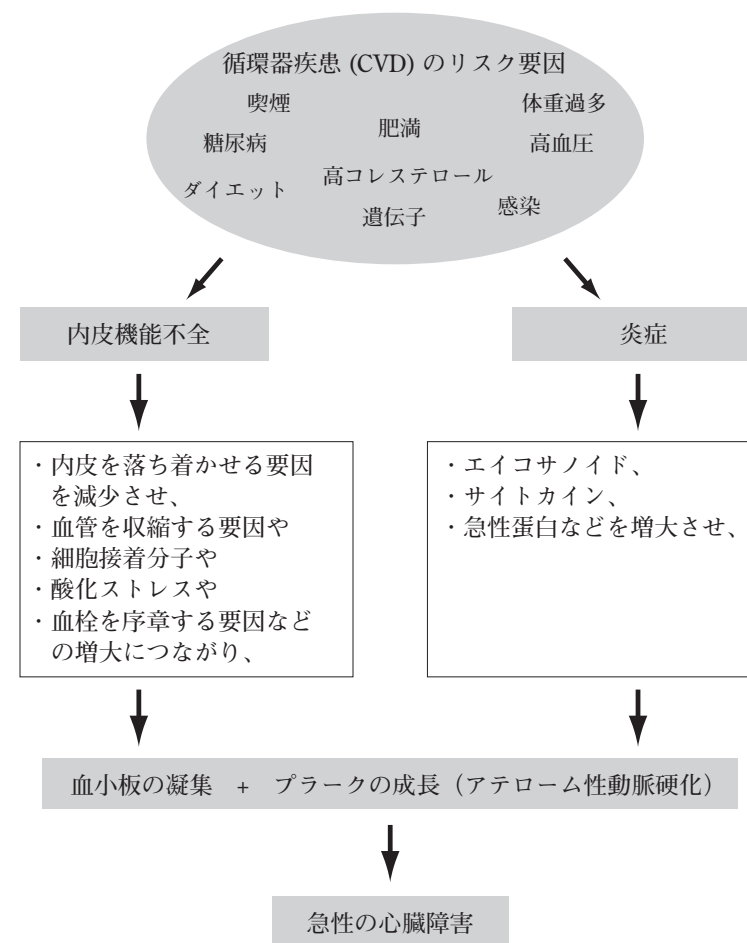 循環器疾患 (CVD) のリスク要因
喫煙
体重過多
糖尿病
肥満
高血圧
ダイエット
高コレステロール
感染
遺伝子
内皮機能不全
炎症
・内皮を落ち着かせる要因
を減少させ、
・血管を収縮する要因や
・細胞接着分子や
・酸化ストレスや
・血栓を序章する要因など
の増大につながり、
・エイコサノイド、
・サイトカイン、
・急性蛋白などを増大させ、
血小板の凝集 + プラークの成長（アテローム性動脈硬化）
急性の心臓障害